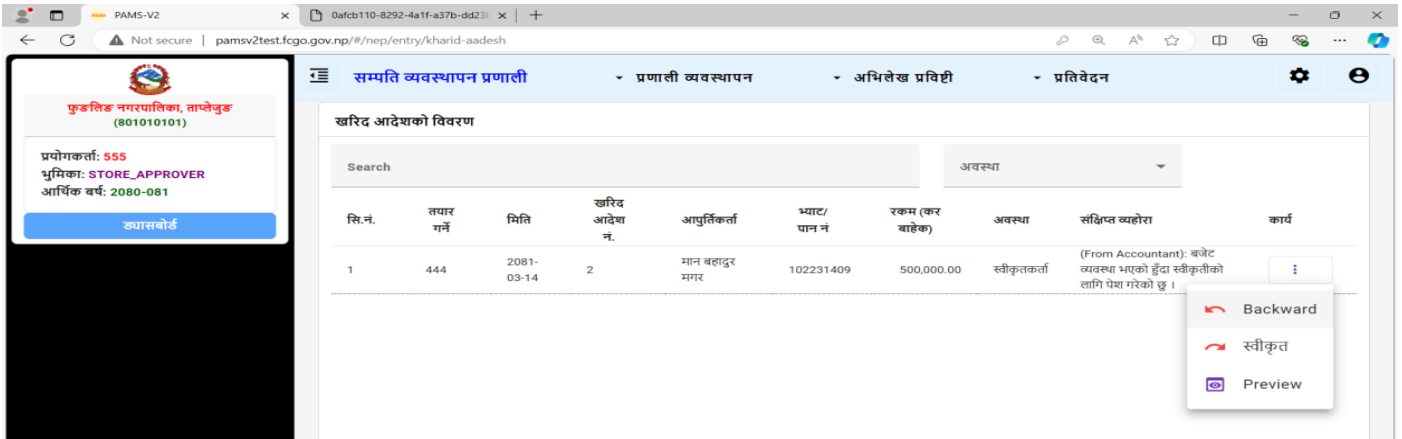 PAMS-V2
0afcb110-8292-4a1f-a37b-dd23
Not secure | pamsv2test.fcgo.gov.np/#/nep/entry/kharid-aadesh
फुङलिङ नगरपालिका, ताप्लेजुङ
(801010101)
प्रयोगकर्ता: 555
भुमिका: STORE_APPROVER
आर्थिक बर्ष: 2080-081
ड्यासबोर्ड
सम्पति व्यवस्थापन प्रणाली
प्रणाली व्यवस्थापन
अभिलेख प्रविष्टी
प्रतिवेदन
खरिद आदेशको विवरण
Search
अवस्था
सि.नं.
तयार
गर्ने
मिति
खरिद
आदेश
नं.
आपुर्तिकर्ता
भ्याट/
पान नं
रकम (कर
बाहेक)
अवस्था
संक्षिप्त व्यहोरा
कार्य
1
444
2081-
03-14
2
मान बहादुर
मगर
102231409
500,000.00
स्वीकृतकर्ता
(From Accountant): बजेट
व्यवस्था भएको हुँदा स्वीकृतीको
लागि पेश गरेको छु ।
Backward
स्वीकृत
Preview